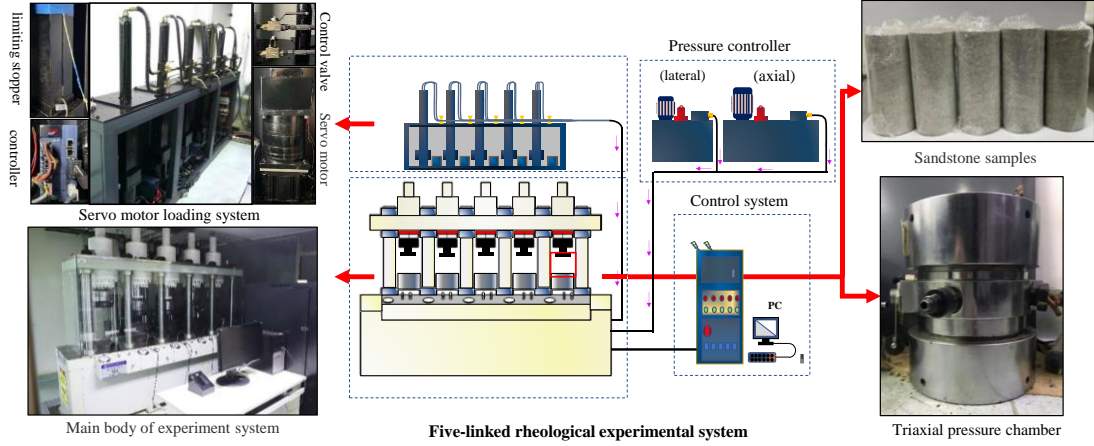 limiting stopper
controller
Control valve
Servo motor
Servo motor loading system
Main body of experiment system
Pressure controller
(lateral)
(axial)
Control system
PC
Five-linked rheological experimental system
Sandstone samples
Triaxial pressure chamber